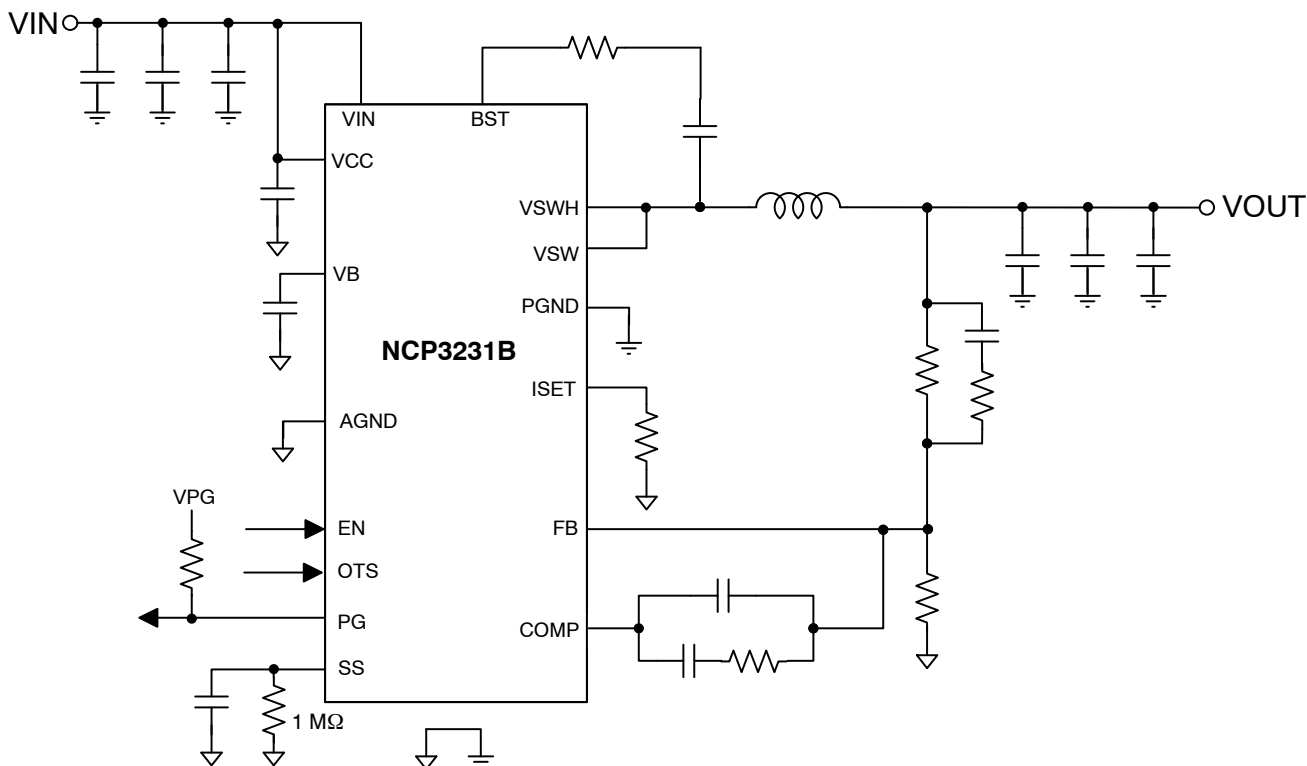 VIN
VIN
BST
VCC
VSWH
VOUT
VSW
VB
PGND
NCP3231B
ISET
AGND
VPG
EN
FB
OTS
PG
COMP
SS
1 MΩ